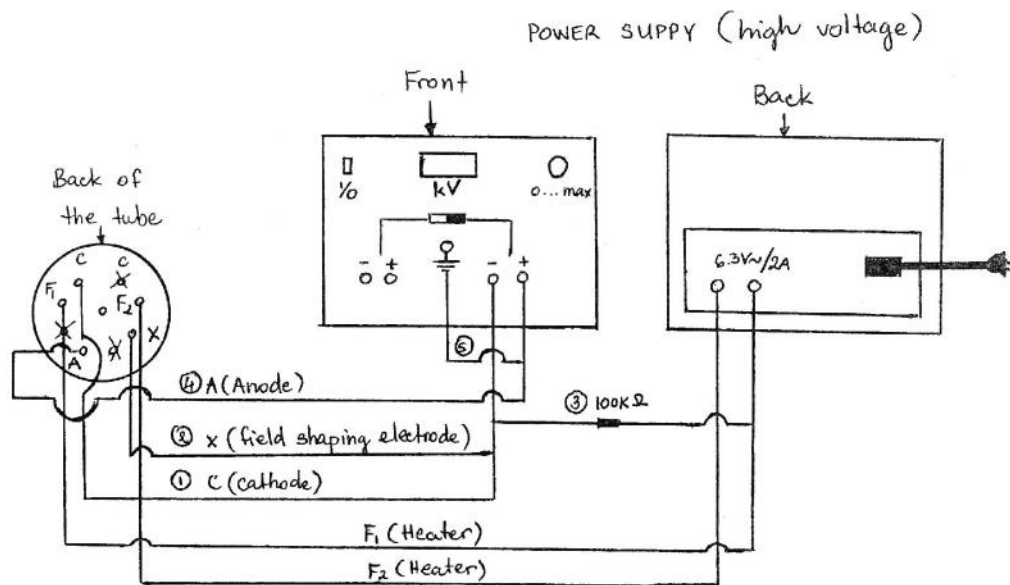 POWER SUPPY (high voltage)
Front
Back
Back of
the tube
1/0
kV
0...max
- +
- +
6.3V~/2A
C
C
F1
F2
X
A
④ A (Anode)
⑤
③ 100KΩ
② X (field shaping electrode)
① C (cathode)
F1 (Heater)
F2 (Heater)